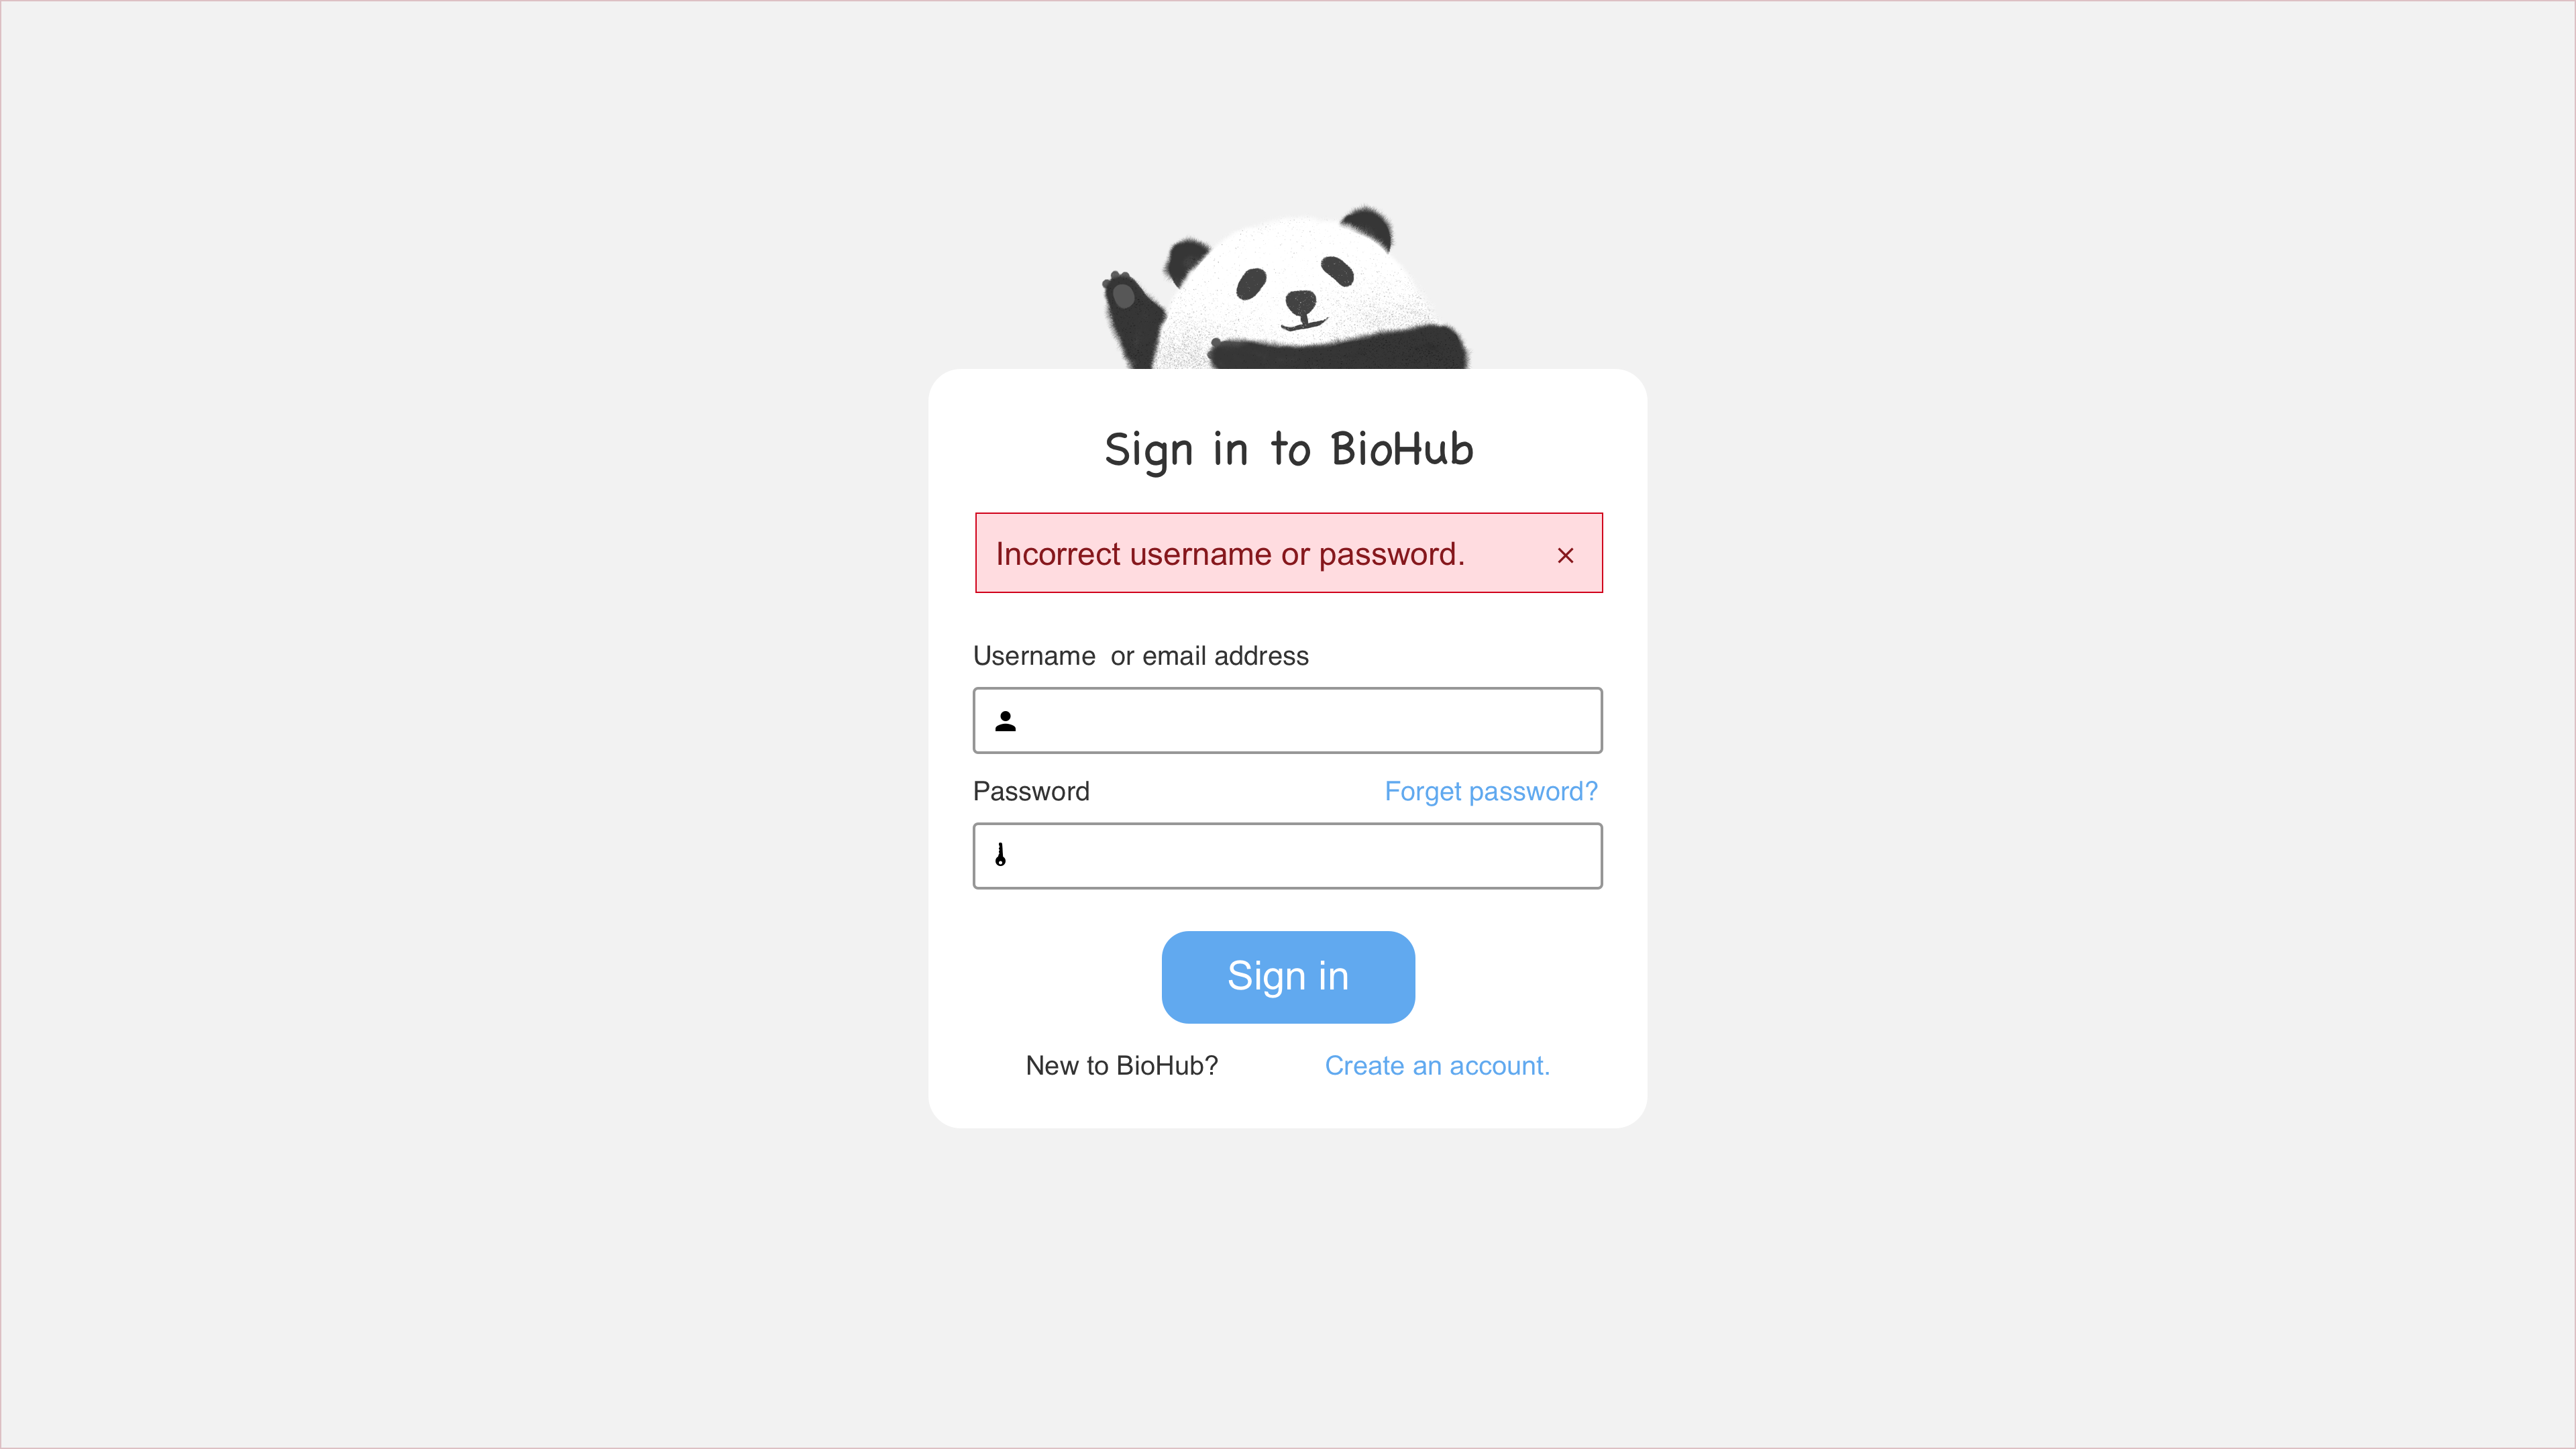 Sign in to BioHub
Incorrect username or password.
Username  or email address
Password
Forget password?
Sign in
New to BioHub?
Create an account.